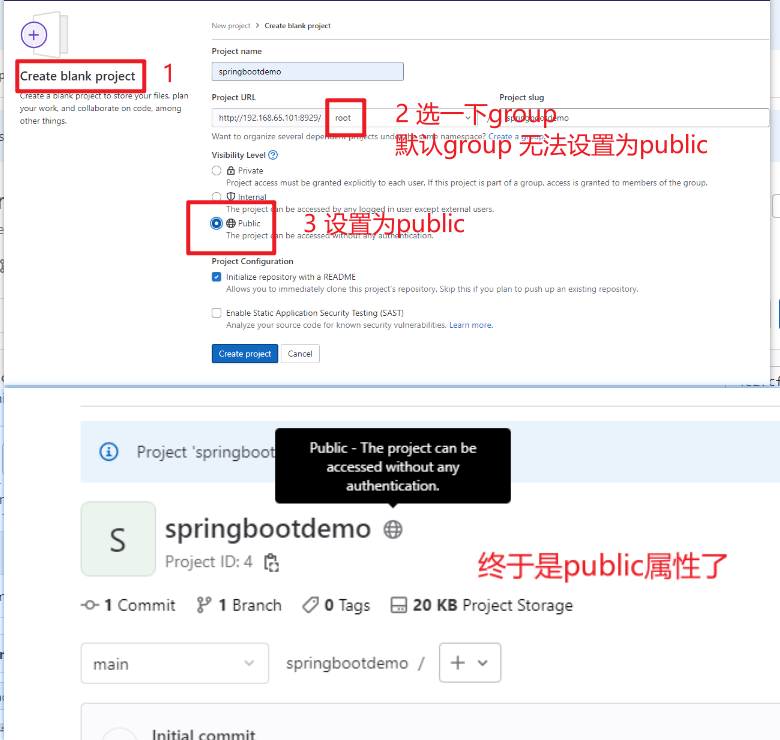 New project > Create blank project
Create blank project
1
Create a blank project to store your files, plan
your work, and collaborate on code, among
other things.
Project name
springbootdemo
Project URL
Project slug
http://192.168.65.101:8929/
root
/
springbootdemo
2 选一下group
默认group 无法设置为public
Want to organize several dependent projects under the same namespace? Create a group.
Visibility Level
Private
Project access must be granted explicitly to each user. If this project is part of a group, access is granted to members of the group.
Internal
The project can be accessed by any logged in user except external users.
Public
The project can be accessed without any authentication.
3 设置为public
Project Configuration
Initialize repository with a README
Allows you to immediately clone this project's repository. Skip this if you plan to push up an existing repository.
Enable Static Application Security Testing (SAST)
Analyze your source code for known security vulnerabilities. Learn more.
Create project
Cancel
Project 'springboot
Public - The project can be
accessed without any
authentication.
S
springbootdemo
Project ID: 4
终于是public属性了
1 Commit
1 Branch
0 Tags
20 KB Project Storage
main
springbootdemo /
Initial commit